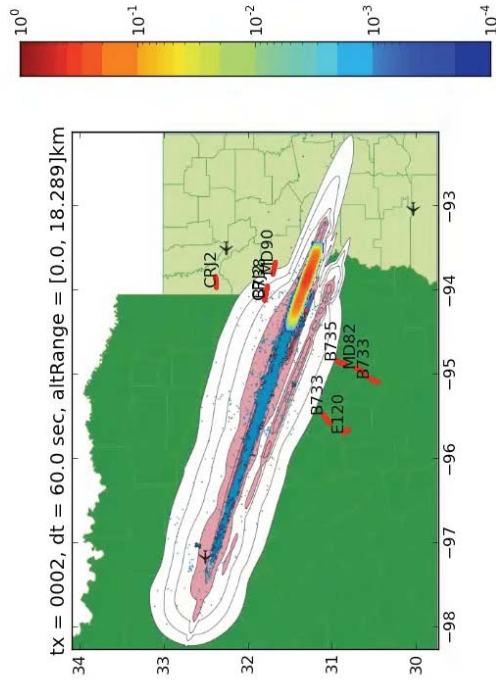 tx = 0002, dt = 60.0 sec, altRange = [0.0, 18.289]km
34
33
32
31
30
−98
−97
−96
−95
−94
−93
CRJ2
MD90
B735
MD82
B733
B733
E120
10^0
10^-1
10^-2
10^-3
10^-4